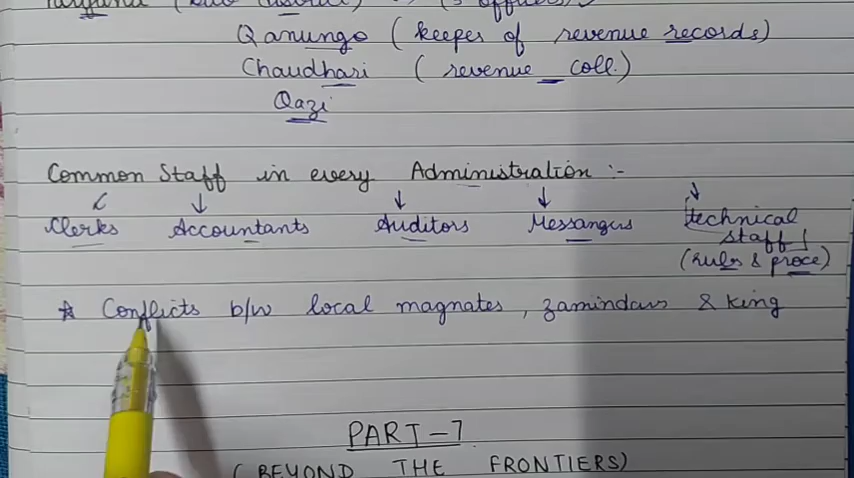 Qanungo (keeper of revenue records)
Chaudhari (revenue coll.)
Qazi
Common Staff in every Administration :-
Clerks Accountants Auditors Messangers technical
staff
(rules & proce)
* Conflicts b/w local magnates, zamindars & King
PART-7
(BEYOND THE FRONTIERS)